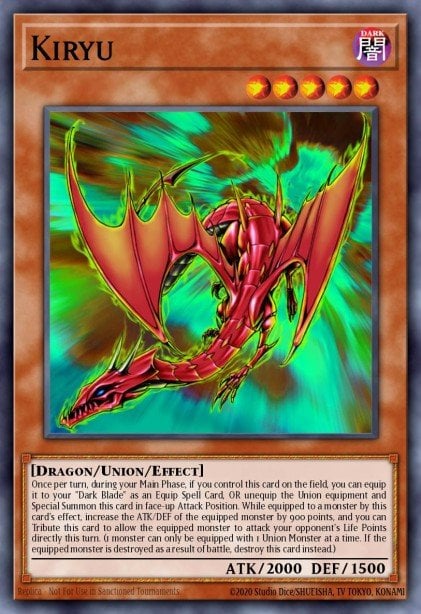 KIRYU
DARK
闇
[DRAGON/UNION/EFFECT]
Once per turn, during your Main Phase, if you control this card on the field, you can equip
it to your "Dark Blade" as an Equip Spell Card, OR unequip the Union equipment and
Special Summon this card in face-up Attack Position. While equipped to a monster by this
card's effect, increase the ATK/DEF of the equipped monster by 900 points, and you can
Tribute this card to allow the equipped monster to attack your opponent's Life Points
directly this turn. (1 monster can only be equipped with 1 Union Monster at a time. If the
equipped monster is destroyed as a result of battle, destroy this card instead.)
ATK/2000 DEF/1500
Replica - Not For Use in Sanctioned Tournaments
©2020 Studio Dice/SHUEISHA, TV TOKYO, KONAMI